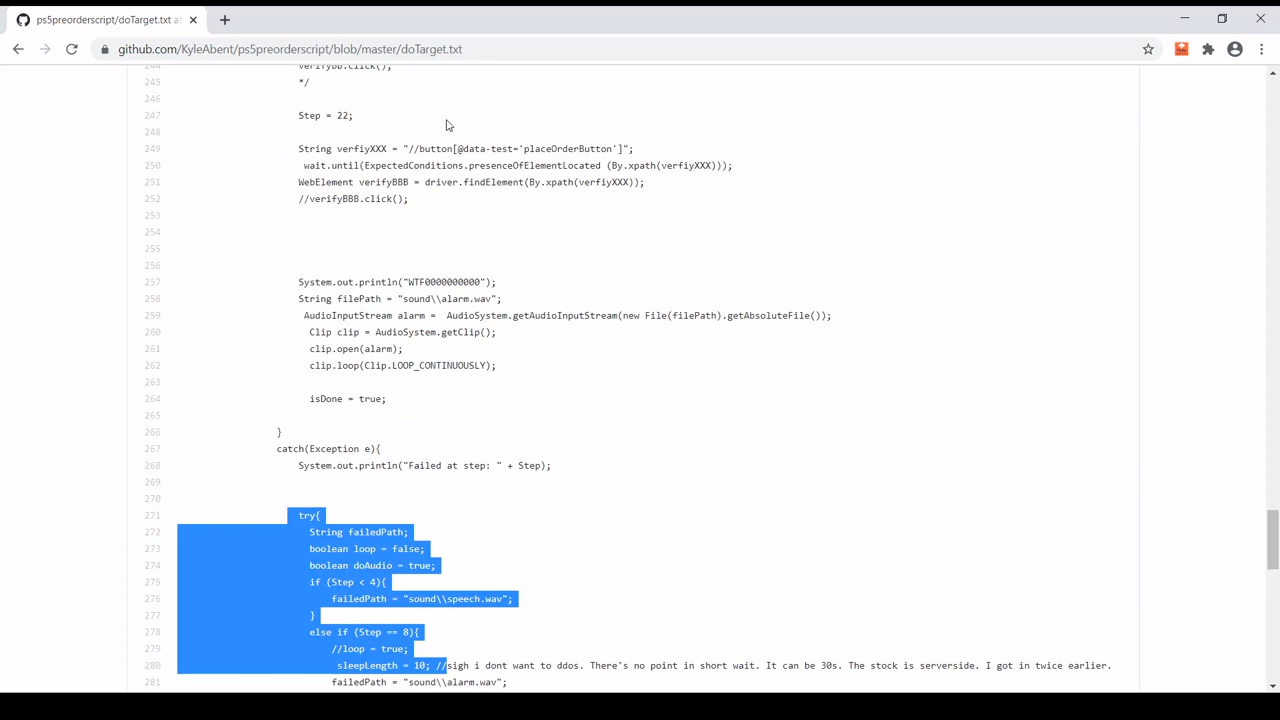 ps5preorderscript/doTarget.txt at
github.com/KyleAbent/ps5preorderscript/blob/master/doTarget.txt
244 verifyBB.click();
245 */
246
247 Step = 22;
248
249 String verfiyXXX = "//button[@data-test='placeOrderButton']";
250 wait.until(ExpectedConditions.presenceOfElementLocated (By.xpath(verfiyXXX)));
251 WebElement verifyBBB = driver.findElement(By.xpath(verfiyXXX));
252 //verifyBBB.click();
253
254
255
256
257 System.out.println("WTF0000000000");
258 String filePath = "sound\\alarm.wav";
259 AudioInputStream alarm = AudioSystem.getAudioInputStream(new File(filePath).getAbsoluteFile());
260 Clip clip = AudioSystem.getClip();
261 clip.open(alarm);
262 clip.loop(Clip.LOOP_CONTINUOUSLY);
263
264 isDone = true;
265
266 }
267 catch(Exception e){
268 System.out.println("Failed at step: " + Step);
269
270
271 try{
272 String failedPath;
273 boolean loop = false;
274 boolean doAudio = true;
275 if (Step < 4){
276 failedPath = "sound\\speech.wav";
277 }
278 else if (Step == 8){
279 //loop = true;
280 sleepLength = 10; //sigh i dont want to ddos. There's no point in short wait. It can be 30s. The stock is serverside. I got in twice earlier.
281 failedPath = "sound\\alarm.wav";